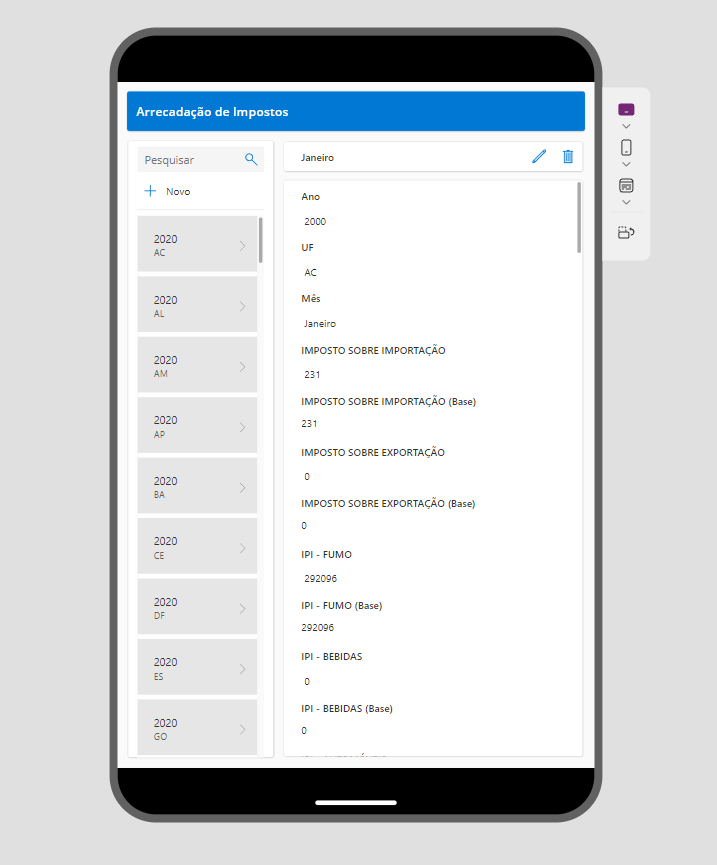 Arrecadação de Impostos
Pesquisar
Novo
2020
AC
2020
AL
2020
AM
2020
AP
2020
BA
2020
CE
2020
DF
2020
ES
2020
GO
Janeiro
Ano
2000
UF
AC
Mês
Janeiro
IMPOSTO SOBRE IMPORTAÇÃO
231
IMPOSTO SOBRE IMPORTAÇÃO (Base)
231
IMPOSTO SOBRE EXPORTAÇÃO
0
IMPOSTO SOBRE EXPORTAÇÃO (Base)
0
IPI - FUMO
292096
IPI - FUMO (Base)
292096
IPI - BEBIDAS
0
IPI - BEBIDAS (Base)
0